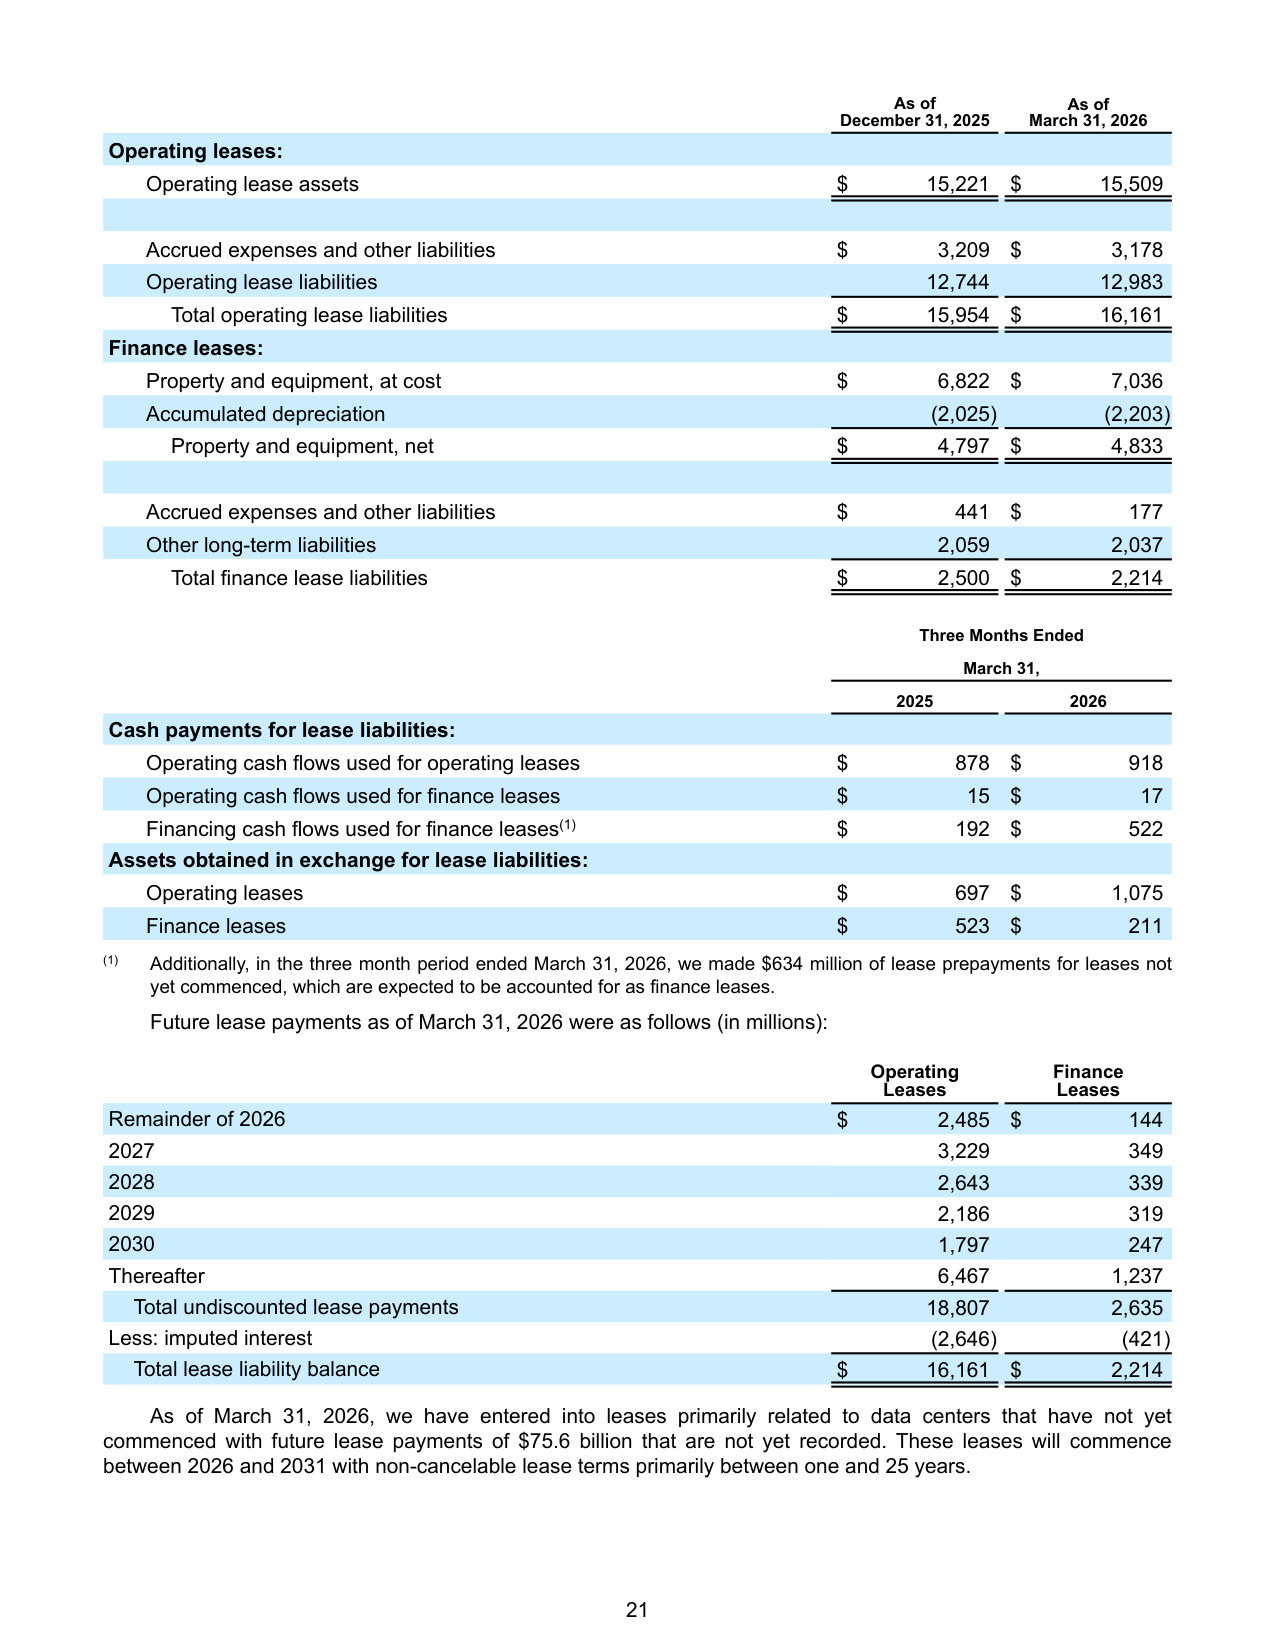 As of December 31, 2025 As of March 31, 2026
Operating leases:
Operating lease assets $ 15,221 $ 15,509
Accrued expenses and other liabilities $ 3,209 $ 3,178
Operating lease liabilities 12,744 12,983
Total operating lease liabilities $ 15,954 $ 16,161
Finance leases:
Property and equipment, at cost $ 6,822 $ 7,036
Accumulated depreciation (2,025) (2,203)
Property and equipment, net $ 4,797 $ 4,833
Accrued expenses and other liabilities $ 441 $ 177
Other long-term liabilities 2,059 2,037
Total finance lease liabilities $ 2,500 $ 2,214
Three Months Ended
March 31,
2025 2026
Cash payments for lease liabilities:
Operating cash flows used for operating leases $ 878 $ 918
Operating cash flows used for finance leases $ 15 $ 17
Financing cash flows used for finance leases(1) $ 192 $ 522
Assets obtained in exchange for lease liabilities:
Operating leases $ 697 $ 1,075
Finance leases $ 523 $ 211
(1) Additionally, in the three month period ended March 31, 2026, we made $634 million of lease prepayments for leases not
yet commenced, which are expected to be accounted for as finance leases.
Future lease payments as of March 31, 2026 were as follows (in millions):
Operating Leases Finance Leases
Remainder of 2026 $ 2,485 $ 144
2027 3,229 349
2028 2,643 339
2029 2,186 319
2030 1,797 247
Thereafter 6,467 1,237
Total undiscounted lease payments 18,807 2,635
Less: imputed interest (2,646) (421)
Total lease liability balance $ 16,161 $ 2,214
As of March 31, 2026, we have entered into leases primarily related to data centers that have not yet
commenced with future lease payments of $75.6 billion that are not yet recorded. These leases will commence
between 2026 and 2031 with non-cancelable lease terms primarily between one and 25 years.
21